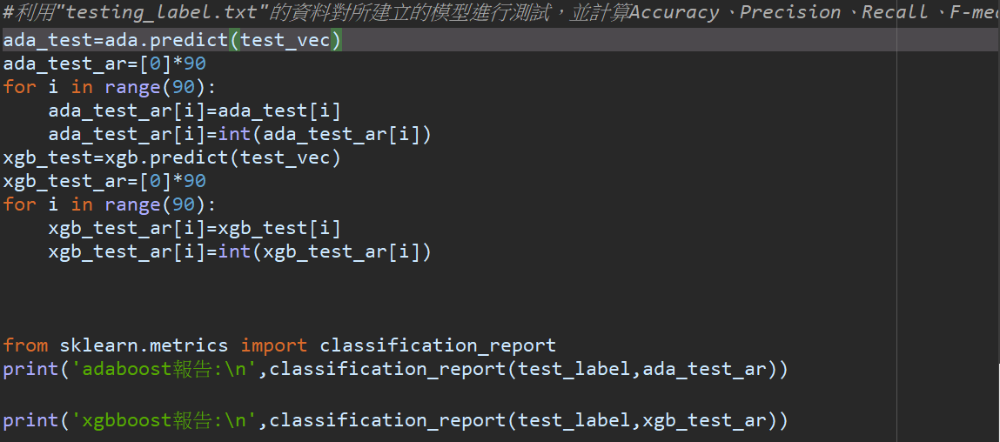 #利用"testing_label.txt"的資料對所建立的模型進行測試，並計算Accuracy、Precision、Recall、F-me
ada_test=ada.predict(test_vec)
ada_test_ar=[0]*90
for i in range(90):
    ada_test_ar[i]=ada_test[i]
    ada_test_ar[i]=int(ada_test_ar[i])
xgb_test=xgb.predict(test_vec)
xgb_test_ar=[0]*90
for i in range(90):
    xgb_test_ar[i]=xgb_test[i]
    xgb_test_ar[i]=int(xgb_test_ar[i])
from sklearn.metrics import classification_report
print('adaboost報告:\n',classification_report(test_label,ada_test_ar))
print('xgbboost報告:\n',classification_report(test_label,xgb_test_ar))